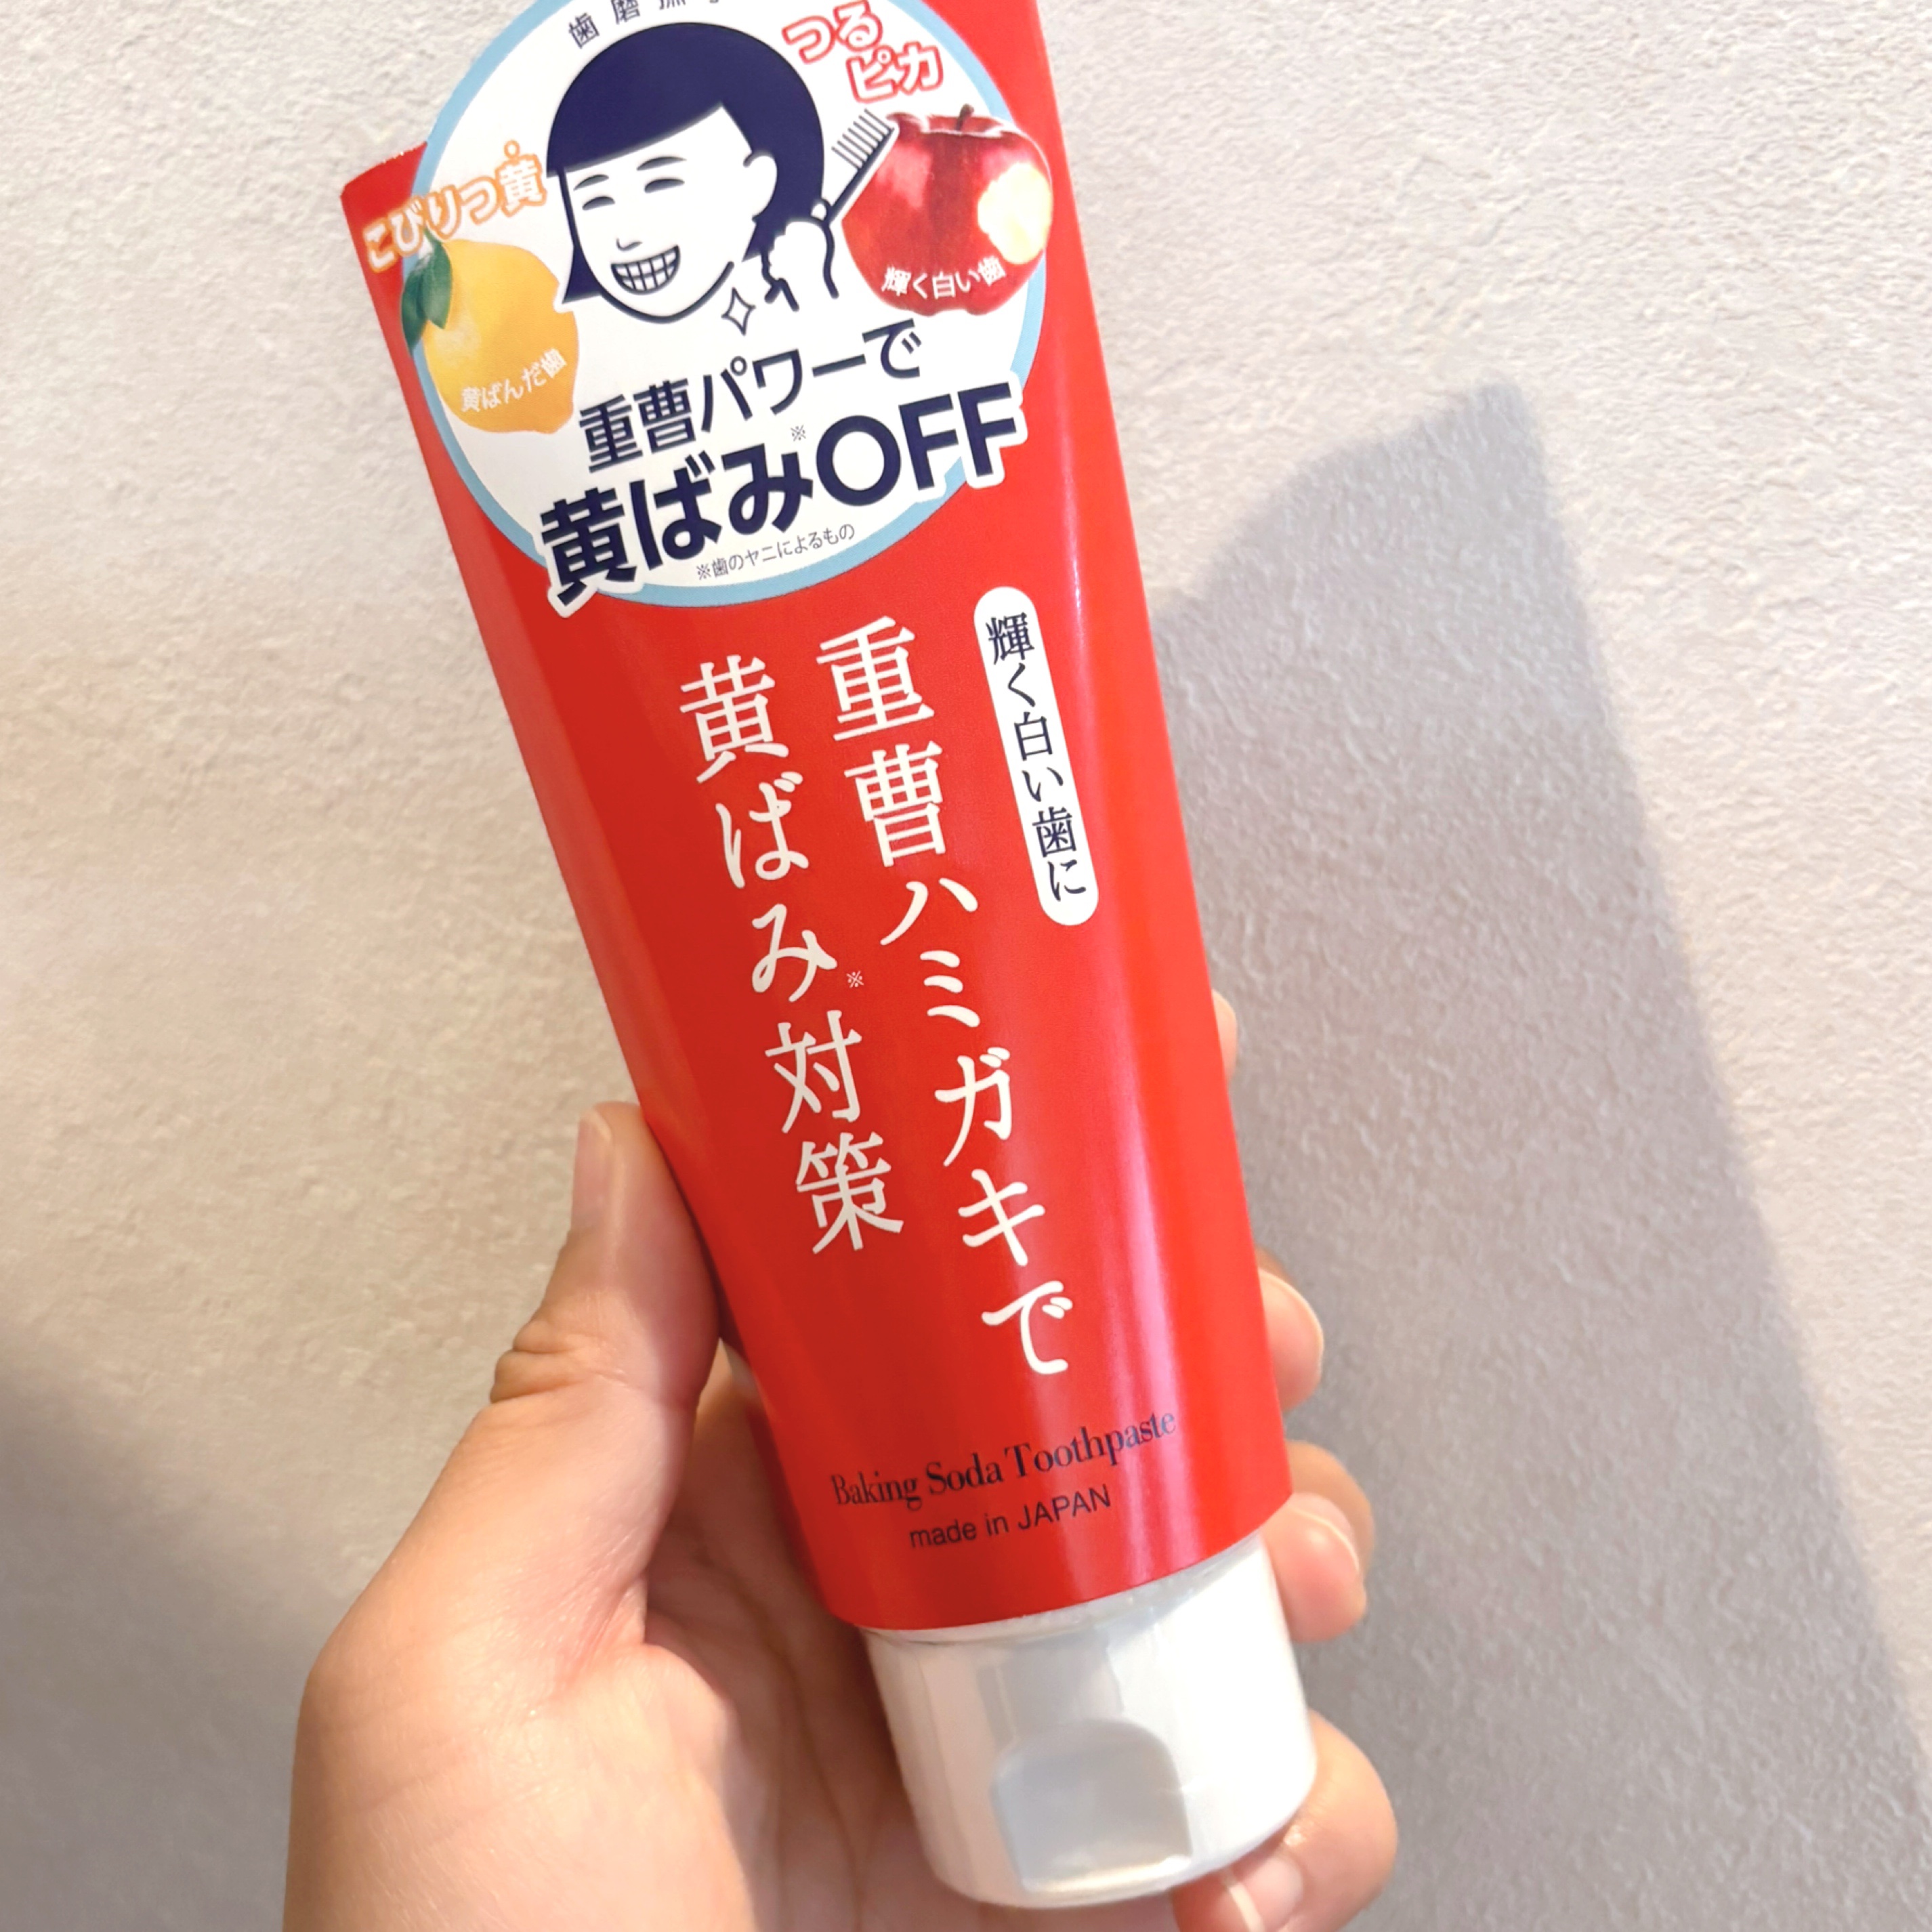 歯磨撫
つる
ピカ
こびりつ黄
輝く白い歯
黄ばんだ歯
重曹パワーで
黄ばみ※OFF
※歯のヤニによるもの
輝く白い歯に
重曹ハミガキで
黄ばみ※対策
Baking Soda Toothpaste
made in JAPAN